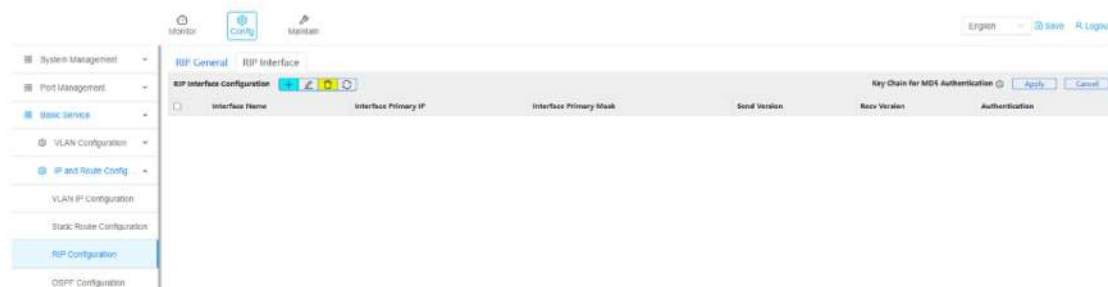 Monitor Config Maintain English Save Logout
System Management
Port Management
Basic Service
VLAN Configuration
IP and Route Config
VLAN IP Configuration
Static Route Configuration
RIP Configuration
OSPF Configuration
RIP General RIP Interface
RIP Interface Configuration Key Chain for MD5 Authentication Apply Cancel
Interface Name Interface Primary IP Interface Primary Mask Send Version Recv Version Authentication